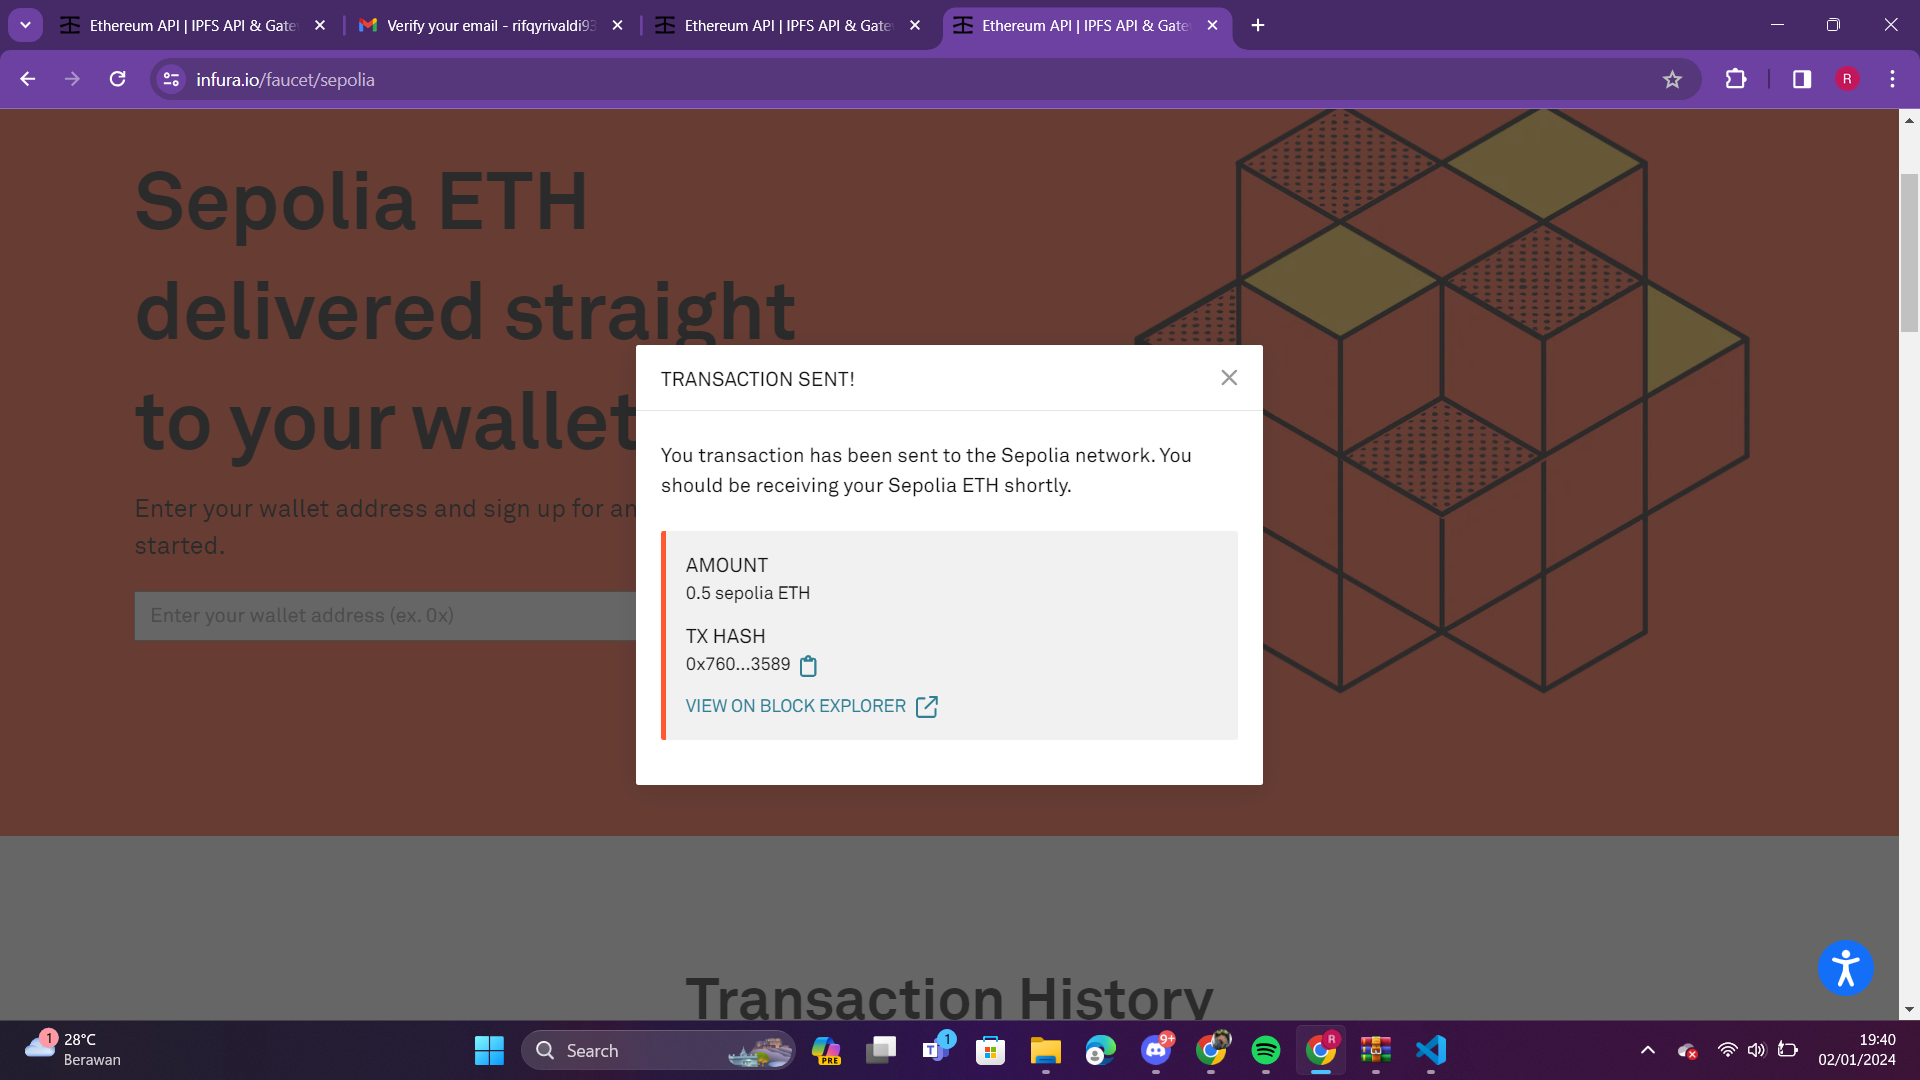 Ethereum API | IPFS API & Gate
Verify your email - rifqyrivaldi93
Ethereum API | IPFS API & Gate
Ethereum API | IPFS API & Gate
infura.io/faucet/sepolia
R
Sepolia ETH
delivered straight
to your wallet
Enter your wallet address and sign up for an
started.
Enter your wallet address (ex. 0x)
TRANSACTION SENT!
You transaction has been sent to the Sepolia network. You
should be receiving your Sepolia ETH shortly.
AMOUNT
0.5 sepolia ETH
TX HASH
0x760...3589
VIEW ON BLOCK EXPLORER
Transaction History
1
28°C
Berawan
Search
PRE
T
1
9+
R
19:40
02/01/2024